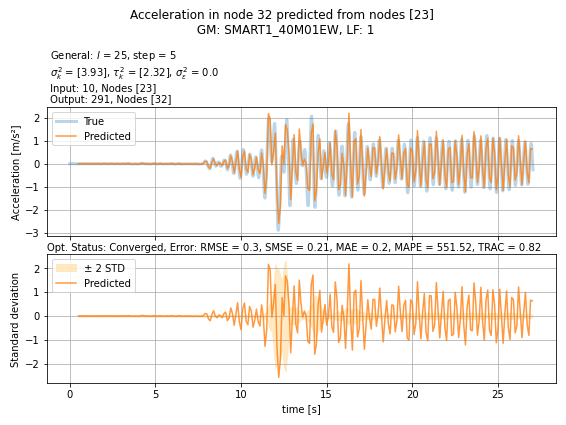 Acceleration in node 32 predicted from nodes [23]
GM: SMART1_40M01EW, LF: 1
General: l = 25, step = 5
σ²ₖ = [3.93], τ²ₖ = [2.32], σ²ε = 0.0
Input: 10, Nodes [23]
Output: 291, Nodes [32]
True
Predicted
Acceleration [m/s²]
2
1
0
−1
−2
−3
Opt. Status: Converged, Error: RMSE = 0.3, SMSE = 0.21, MAE = 0.2, MAPE = 551.52, TRAC = 0.82
± 2 STD
Predicted
Standard deviation
2
1
0
−1
−2
0 5 10 15 20 25
time [s]